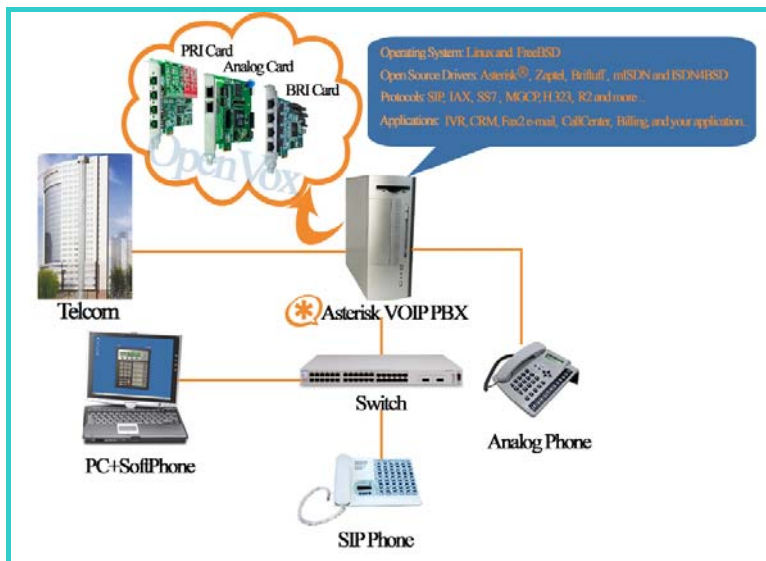 PRI Card
Analog Card
BRI Card
OpenVox
Operating System: Linux and FreeBSD
Open Source Drivers: Asterisk®, Zaptel, Brifluff, mISDN and ISDN4BSD
Protocols: SIP, IAX, SS7, MGCP, H.323, R2 and more...
Applications: IVR, CRM, Fax2 e-mail, CallCenter, Billing, and your application...
Telcom
Asterisk VOIP PBX
Switch
Analog Phone
PC+SoftPhone
SIP Phone